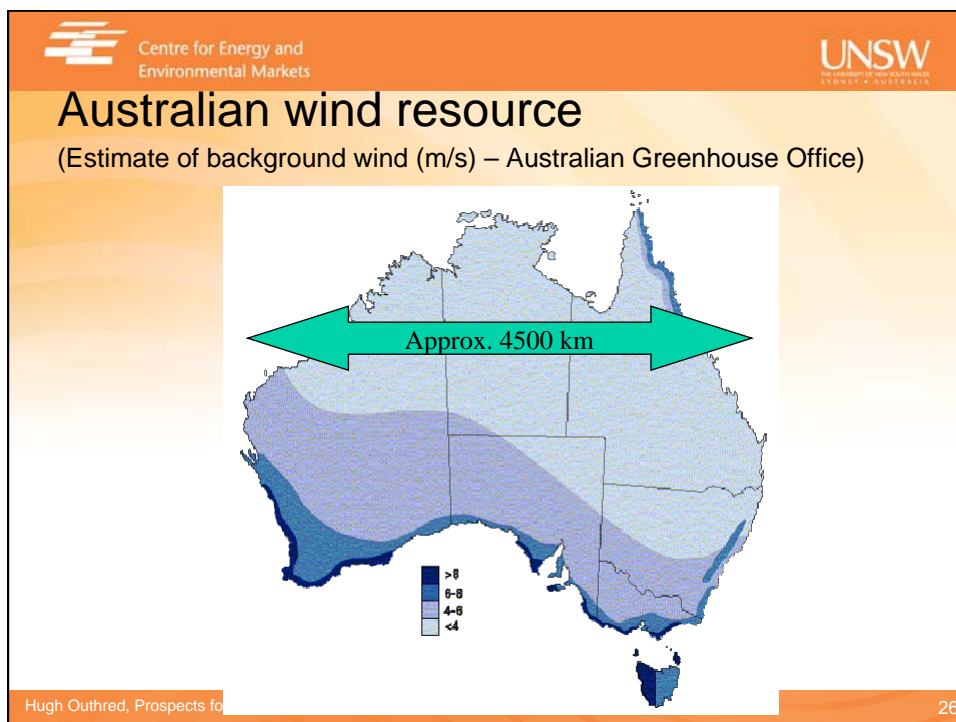 Centre for Energy and
Environmental Markets
UNSW
THE UNIVERSITY OF NEW SOUTH WALES
SYDNEY • AUSTRALIA
Australian wind resource
(Estimate of background wind (m/s) – Australian Greenhouse Office)
Approx. 4500 km
>8
6-8
4-6
<4
Hugh Outhred, Prospects fo
26